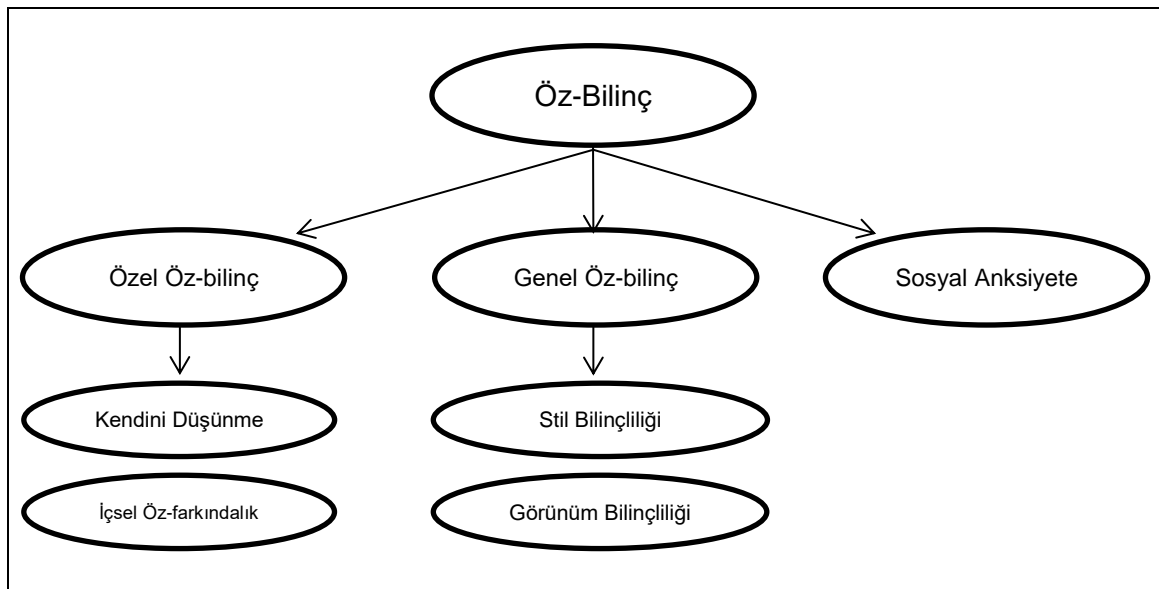 Öz-Bilinç
Özel Öz-bilinç
Genel Öz-bilinç
Sosyal Anksiyete
Kendini Düşünme
Stil Bilinçliliği
İçsel Öz-farkındalık
Görünüm Bilinçliliği